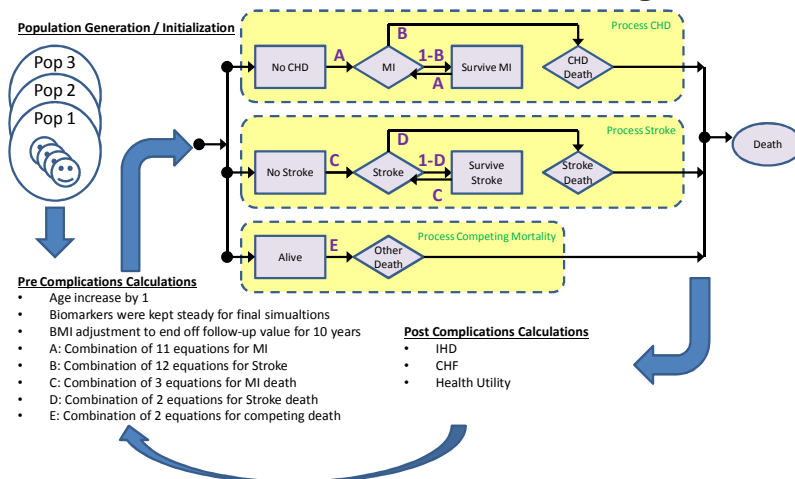 Population Generation / Initialization
Pop 3
Pop 2
Pop 1
Process CHD
B
No CHD
A
MI
1-B
A
Survive MI
CHD
Death
Process Stroke
D
No Stroke
C
Stroke
1-D
C
Survive
Stroke
Stroke
Death
Death
Process Competing Mortality
Alive
E
Other
Death
Pre Complications Calculations
• Age increase by 1
• Biomarkers were kept steady for final simualtions
• BMI adjustment to end off follow-up value for 10 years
• A: Combination of 11 equations for MI
• B: Combination of 12 equations for Stroke
• C: Combination of 3 equations for MI death
• D: Combination of 2 equations for Stroke death
• E: Combination of 2 equations for competing death
Post Complications Calculations
• IHD
• CHF
• Health Utility